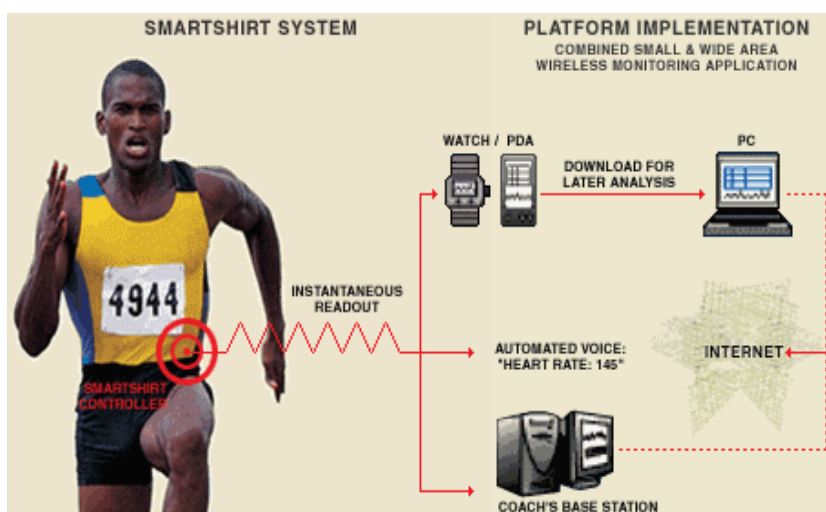 SMARTSHIRT SYSTEM
PLATFORM IMPLEMENTATION
COMBINED SMALL & WIDE AREA
WIRELESS MONITORING APPLICATION
WATCH / PDA
PC
DOWNLOAD FOR
LATER ANALYSIS
4944
INSTANTANEOUS
READOUT
AUTOMATED VOICE:
"HEART RATE: 145"
INTERNET
SMARTSHIRT
CONTROLLER
COACH'S BASE STATION